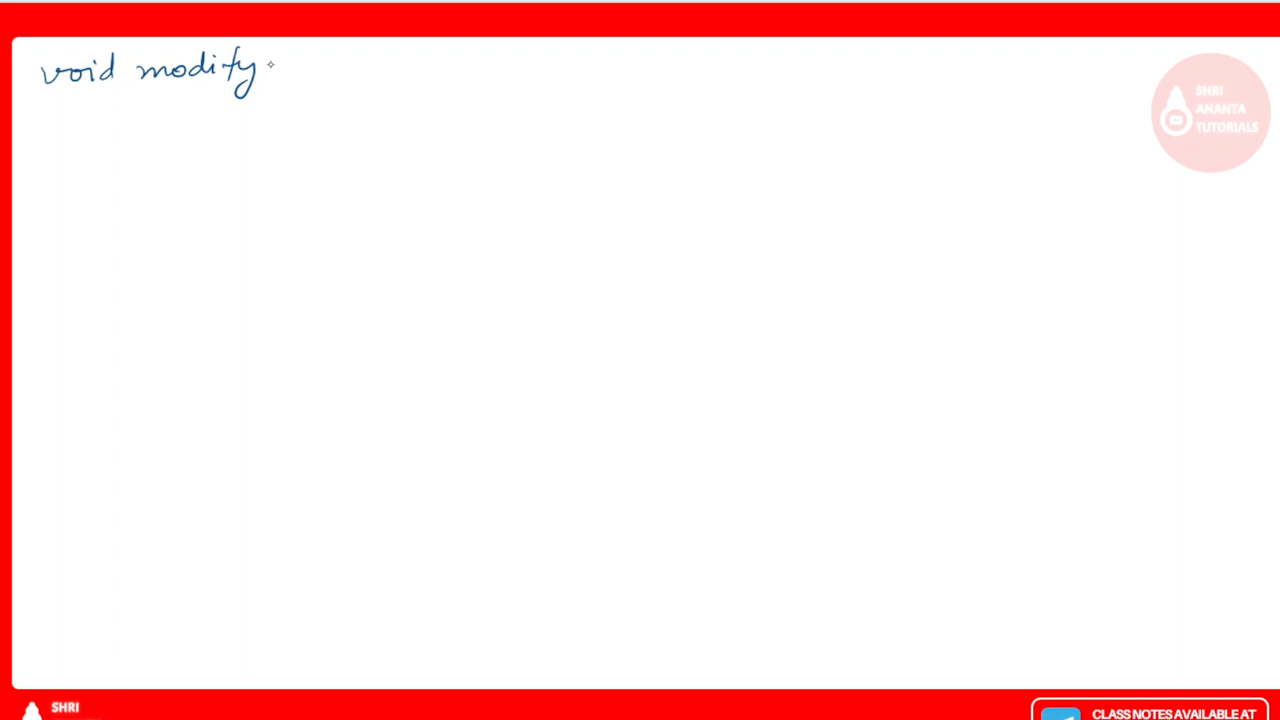 void modify
SHRI
ANANTA
TUTORIALS
SHRI
CLASS NOTES AVAILABLE AT